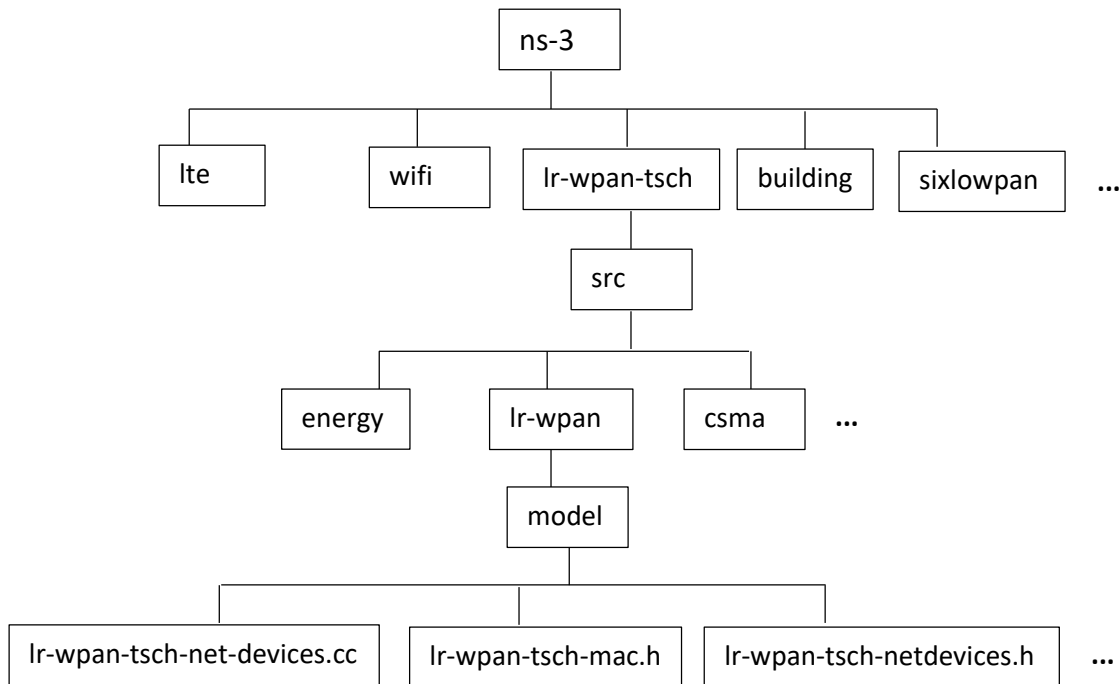 ns-3
lte
wifi
lr-wpan-tsch
building
sixlowpan
...
src
energy
lr-wpan
csma
...
model
lr-wpan-tsch-net-devices.cc
lr-wpan-tsch-mac.h
lr-wpan-tsch-netdevices.h
...